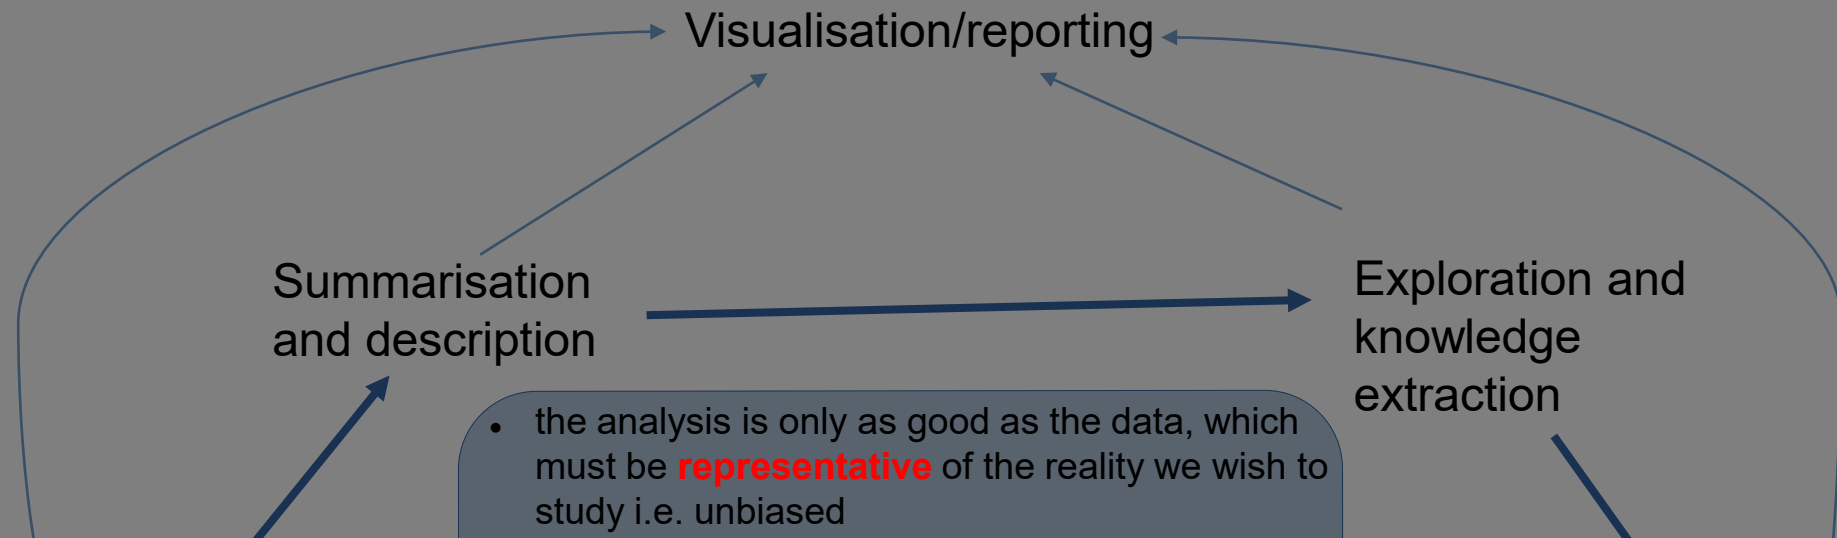 Visualisation/reporting
Summarisation
and description
Exploration and
knowledge
extraction
• the analysis is only as good as the data, which
must be representative of the reality we wish to
study i.e. unbiased